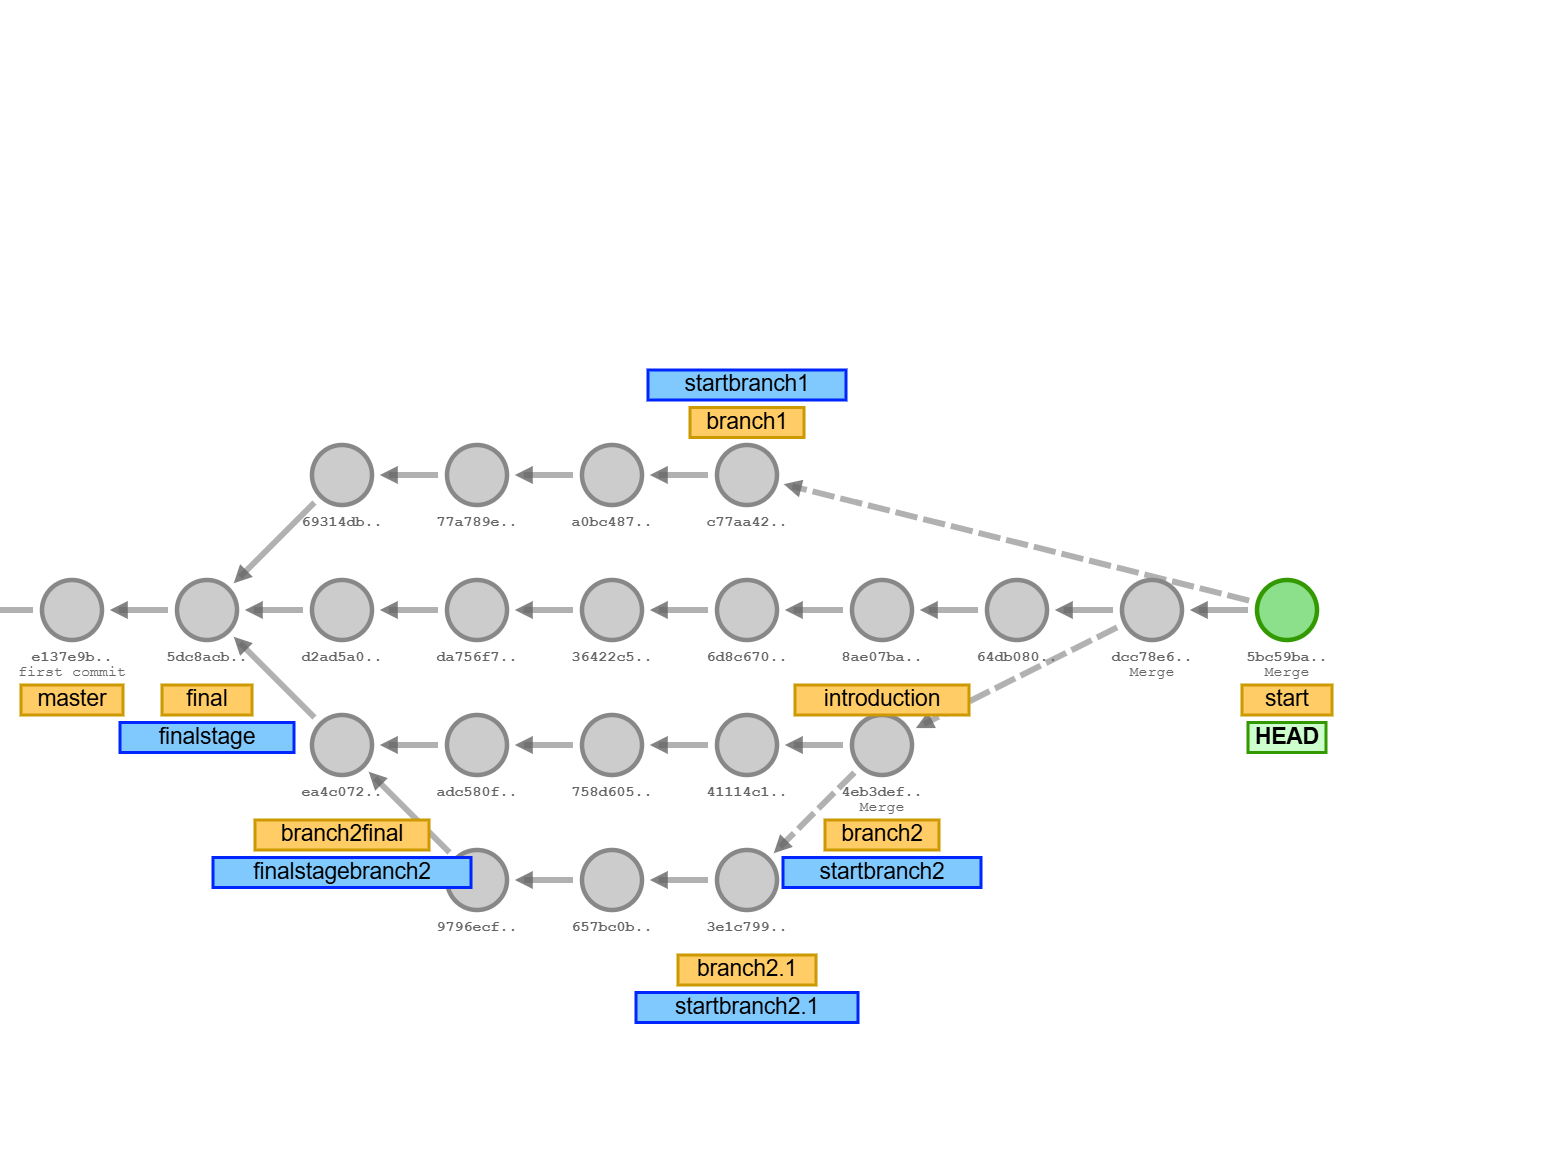 startbranch1
branch1
69314db..
77a789e..
a0bc487..
c77aa42..
e137e9b..
first commit
master
5dc8acb..
final
finalstage
d2ad5a0..
da756f7..
36422c5..
6d8c670..
8ae07ba..
introduction
64db080..
dcc78e6..
Merge
5bc59ba..
Merge
start
HEAD
ea4c072..
branch2final
finalstagebranch2
adc580f..
758d605..
41114c1..
4eb3def..
Merge
branch2
startbranch2
9796ecf..
657bc0b..
3e1c799..
branch2.1
startbranch2.1